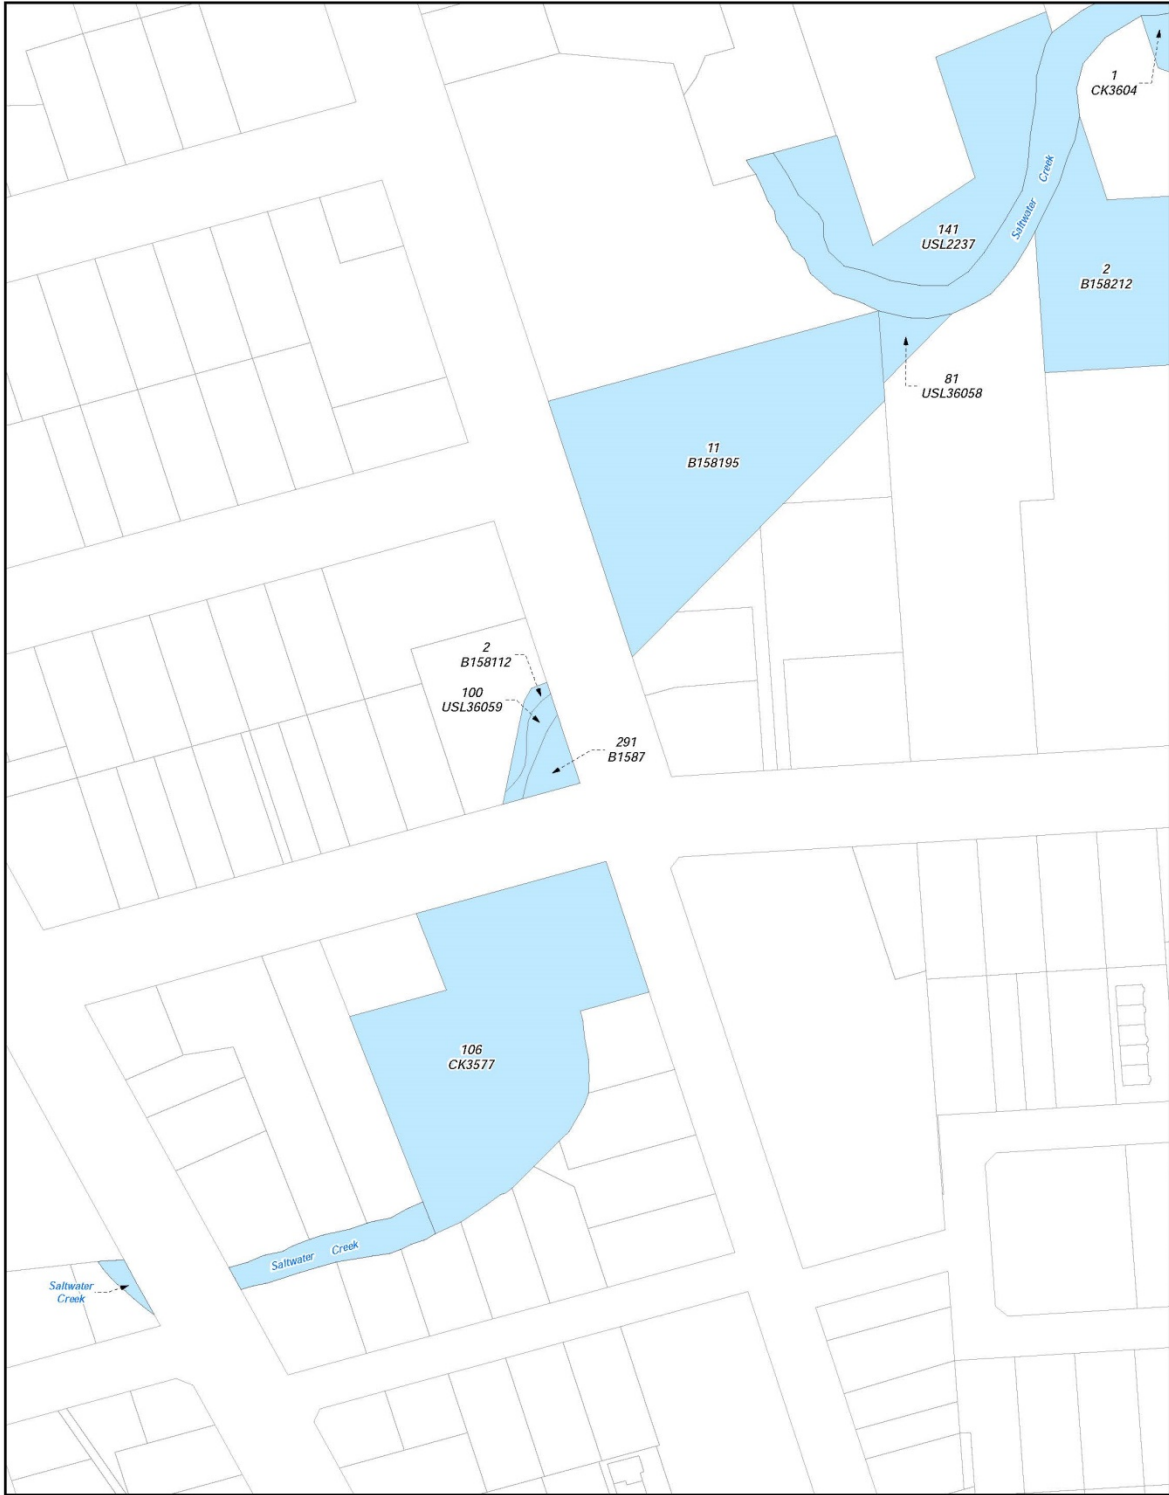 1
CK3604
Saltwater Creek
141
USL2237
2
B158212
81
USL36058
11
B158195
2
B158112
100
USL36059
291
B1587
106
CK3577
Saltwater Creek
Saltwater
Creek